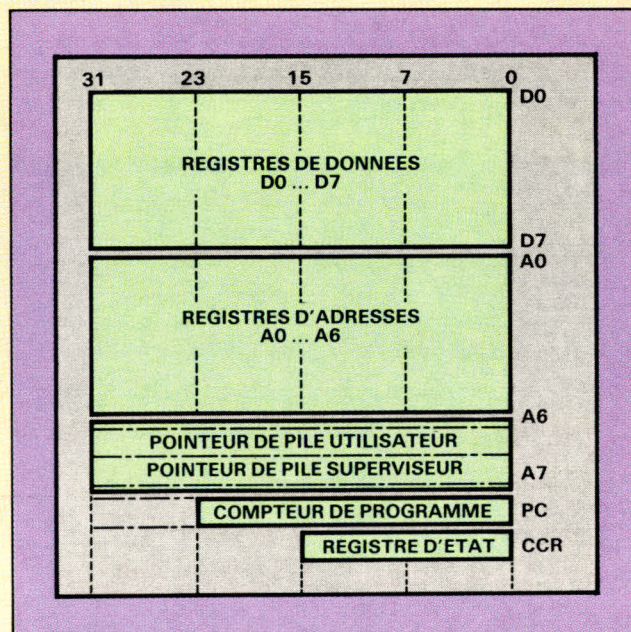 31 23 15 7 0
D0
REGISTRES DE DONNEES
D0 ... D7
D7
A0
REGISTRES D'ADRESSES
A0 ... A6
A6
POINTEUR DE PILE UTILISATEUR
POINTEUR DE PILE SUPERVISEUR A7
COMPTEUR DE PROGRAMME PC
REGISTRE D'ETAT CCR